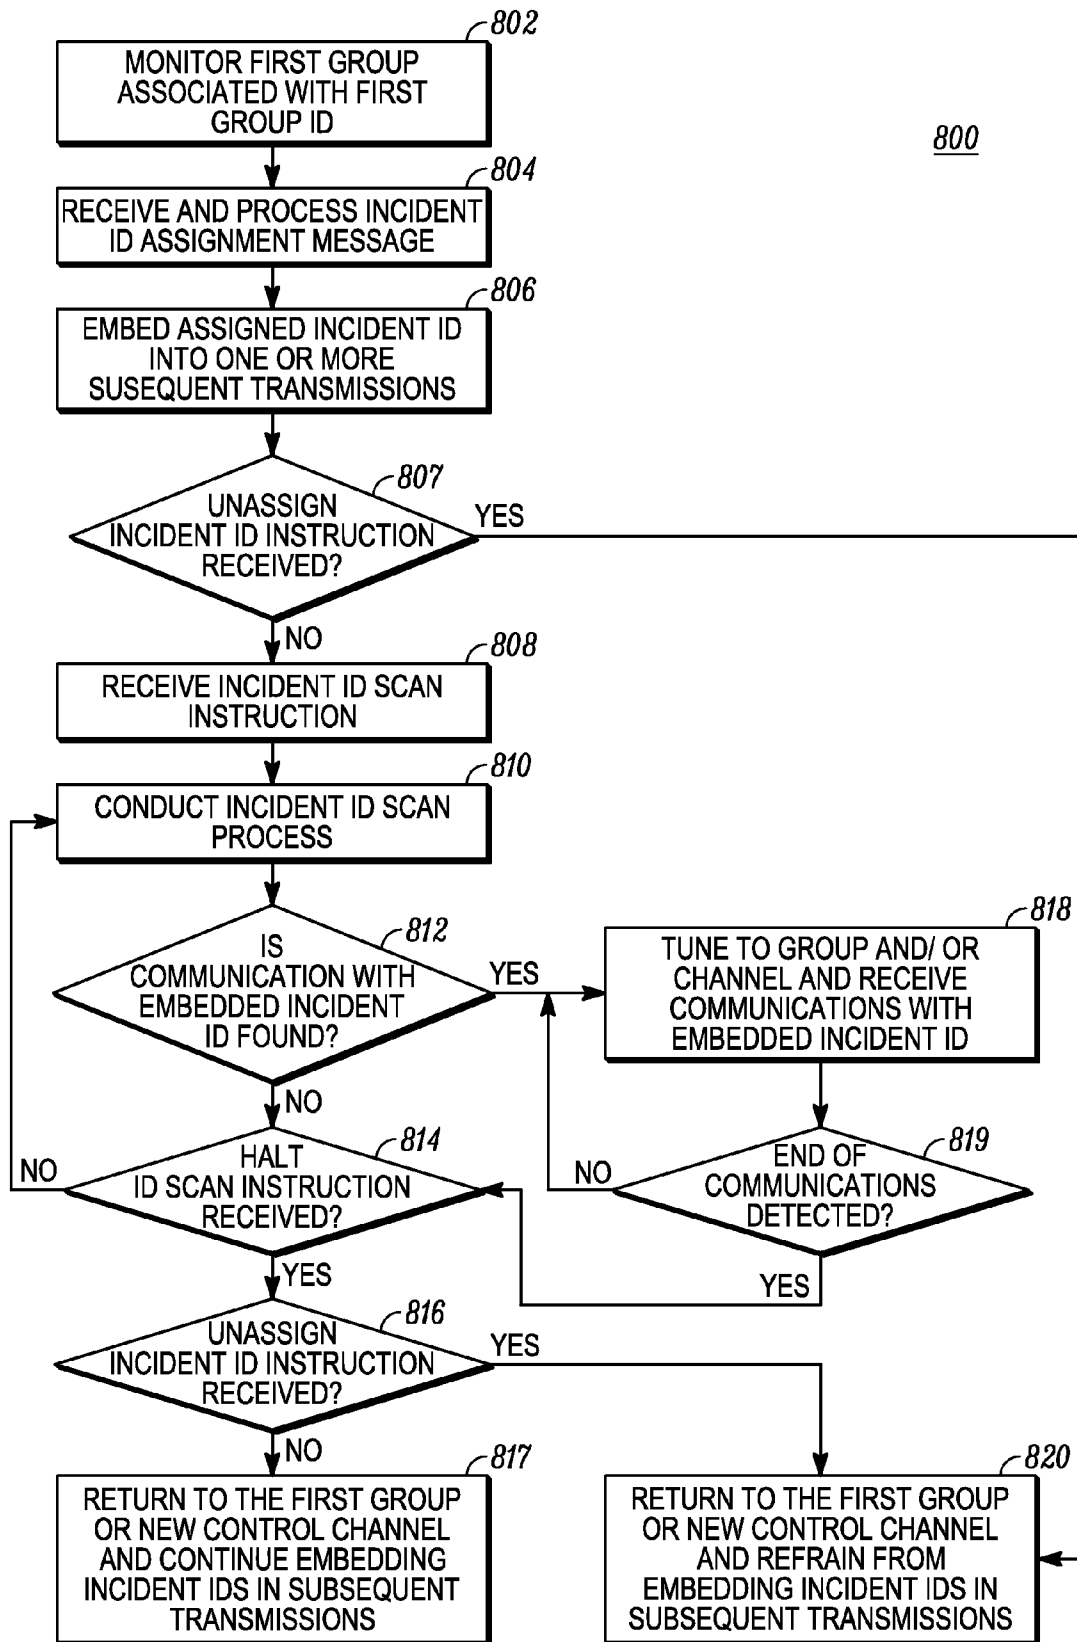 802
MONITOR FIRST GROUP
ASSOCIATED WITH FIRST
GROUP ID
800
804
RECEIVE AND PROCESS INCIDENT
ID ASSIGNMENT MESSAGE
806
EMBED ASSIGNED INCIDENT ID
INTO ONE OR MORE
SUSEQUENT TRANSMISSIONS
807
UNASSIGN
INCIDENT ID INSTRUCTION
RECEIVED?
YES
NO
808
RECEIVE INCIDENT ID SCAN
INSTRUCTION
810
CONDUCT INCIDENT ID SCAN
PROCESS
812
IS
COMMUNICATION WITH
EMBEDDED INCIDENT
ID FOUND?
YES
NO
818
TUNE TO GROUP AND/ OR
CHANNEL AND RECEIVE
COMMUNICATIONS WITH
EMBEDDED INCIDENT ID
814
HALT
ID SCAN INSTRUCTION
RECEIVED?
NO
YES
819
END OF
COMMUNICATIONS
DETECTED?
NO
YES
816
UNASSIGN
INCIDENT ID INSTRUCTION
RECEIVED?
YES
NO
817
RETURN TO THE FIRST GROUP
OR NEW CONTROL CHANNEL
AND CONTINUE EMBEDDING
INCIDENT IDS IN SUBSEQUENT
TRANSMISSIONS
820
RETURN TO THE FIRST GROUP
OR NEW CONTROL CHANNEL
AND REFRAIN FROM
EMBEDDING INCIDENT IDS IN
SUBSEQUENT TRANSMISSIONS